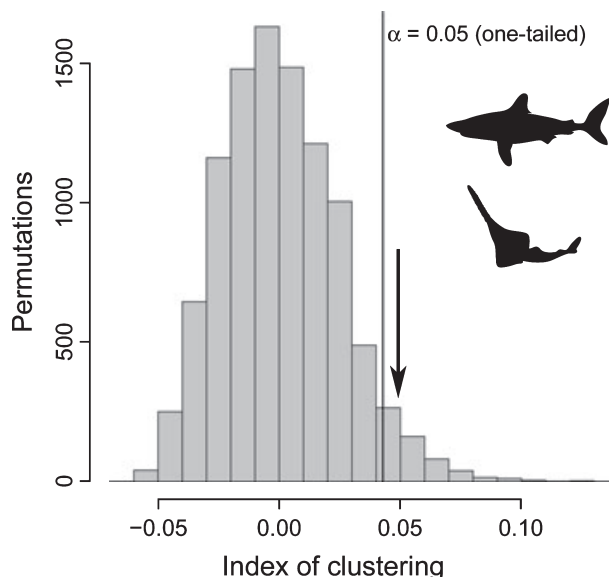 α = 0.05 (one-tailed)
1500
1000
500
0
Permutations
−0.05
0.00
0.05
0.10
Index of clustering